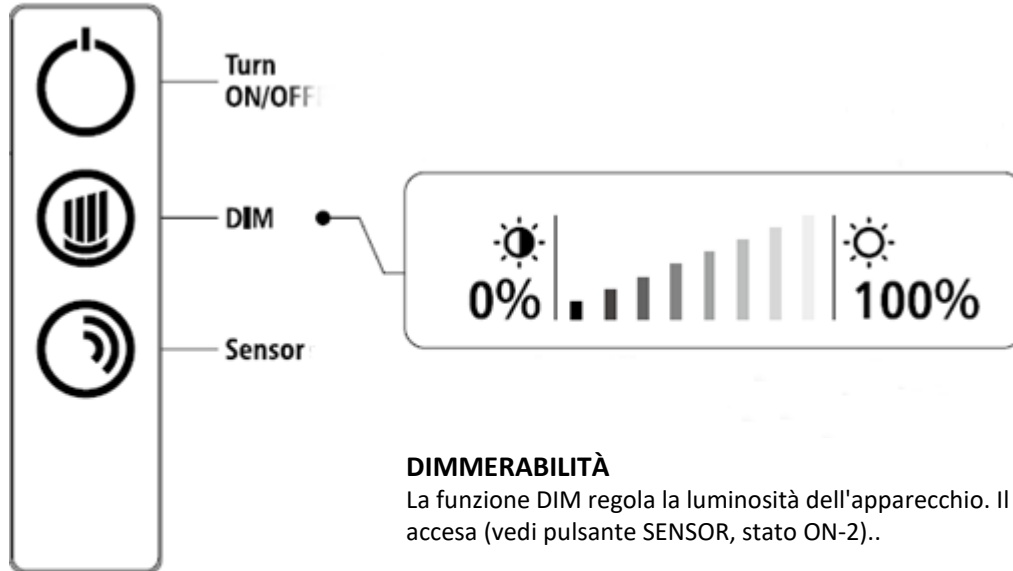 Turn
ON/OFF
DIM
Sensor
0%
100%
DIMMERABILITÀ
La funzione DIM regola la luminosità dell'apparecchio. Il
accesa (vedi pulsante SENSOR, stato ON-2)..